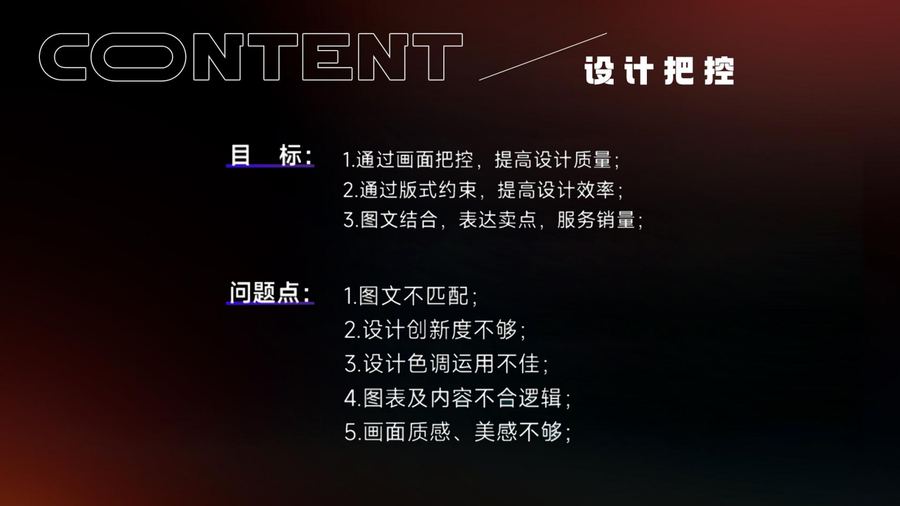 CONTENT
设计把控
目 标：
1.通过画面把控，提高设计质量；
2.通过版式约束，提高设计效率；
3.图文结合，表达卖点，服务销量；
问题点：
1.图文不匹配；
2.设计创新度不够；
3.设计色调运用不佳；
4.图表及内容不合逻辑；
5.画面质感、美感不够；